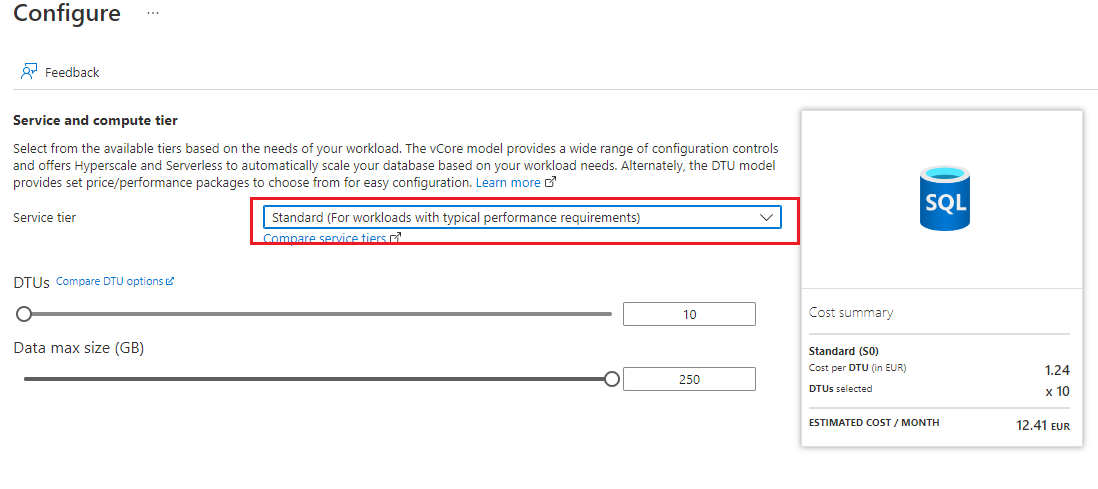 Configure ...
Feedback
Service and compute tier
Select from the available tiers based on the needs of your workload. The vCore model provides a wide range of configuration controls
and offers Hyperscale and Serverless to automatically scale your database based on your workload needs. Alternately, the DTU model
provides set price/performance packages to choose from for easy configuration. Learn more
Service tier
Standard (For workloads with typical performance requirements)
Compare service tiers
DTUs Compare DTU options
10
Data max size (GB)
250
SQL
Cost summary
Standard (S0)
Cost per DTU (in EUR) 1.24
DTUs selected x 10
ESTIMATED COST / MONTH 12.41 EUR